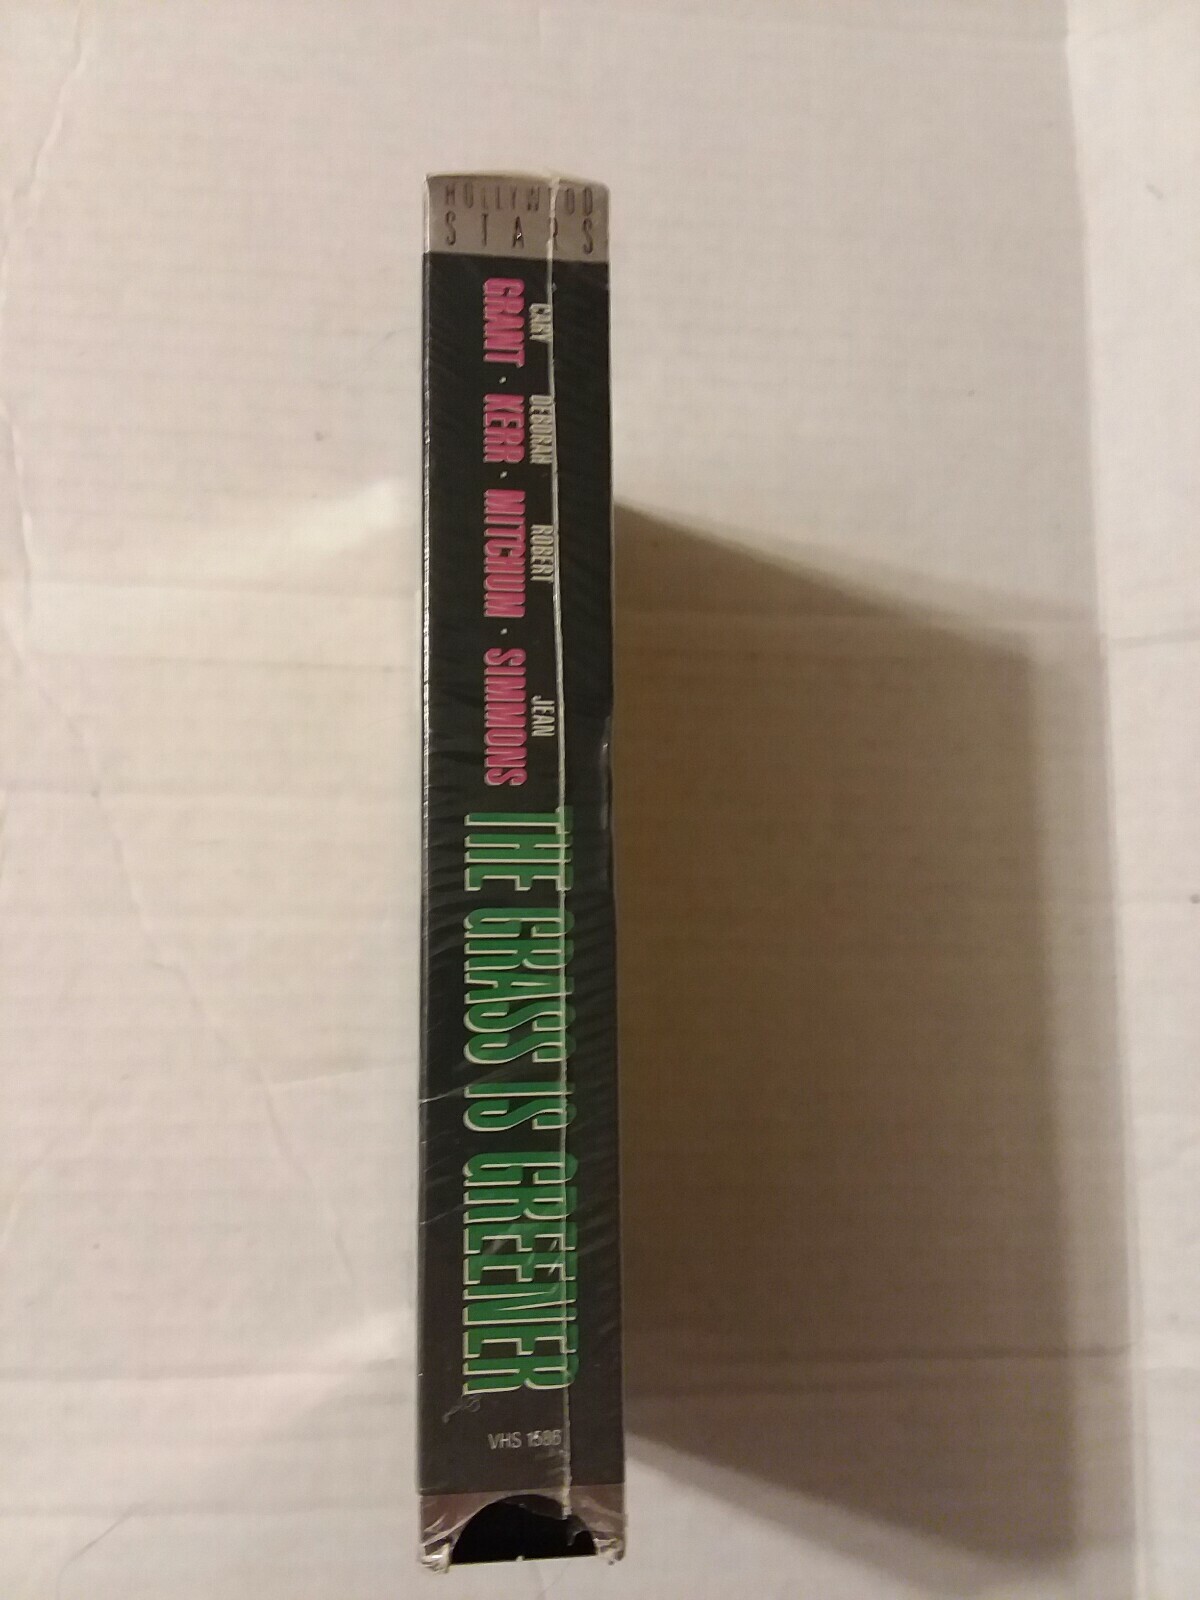 HOLLYWOOD
STARS
CARY DEBORAH ROBERT JEAN
GRANT · KERR · MITCHUM · SIMMONS
THE GRASS IS GREENER
VHS 1586